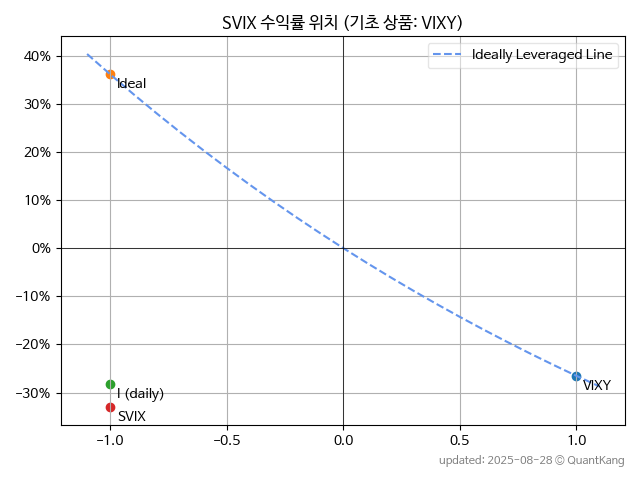 SVIX 수익률 위치 (기초 상품: VIXY)
Ideally Leveraged Line
40%
30%
20%
10%
0%
−10%
−20%
−30%
Ideal
I (daily)
SVIX
VIXY
−1.0 −0.5 0.0 0.5 1.0
updated: 2025-08-28 © QuantKang